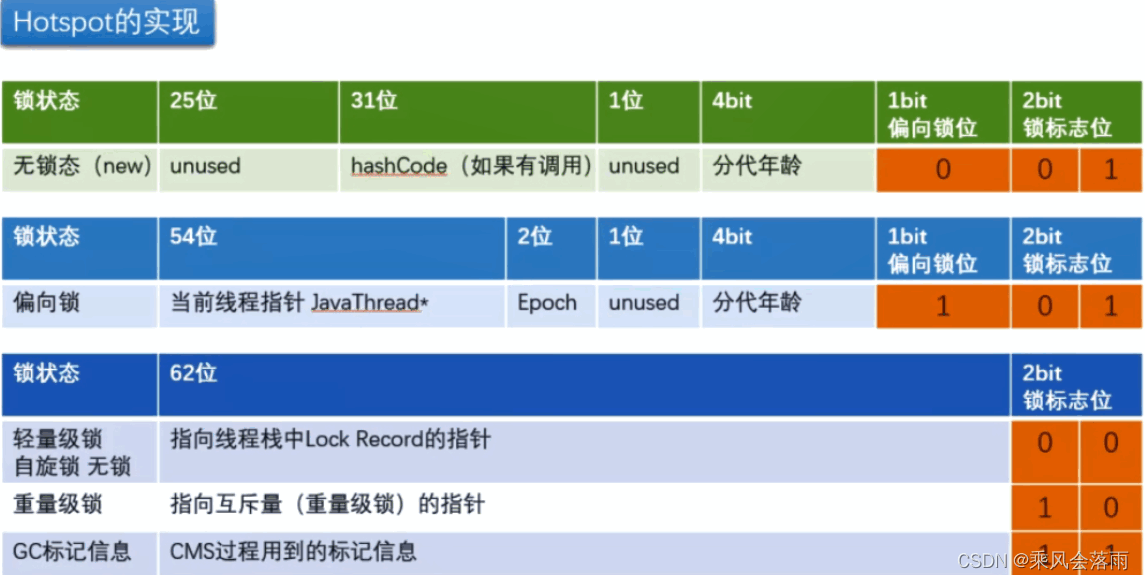 Hotspot的实现
锁状态 25位 31位 1位 4bit 1bit 2bit
偏向锁位 锁标志位
无锁态（new） unused hashCode（如果有调用） unused 分代年龄 0 0 1
锁状态 54位 2位 1位 4bit 1bit 2bit
偏向锁位 锁标志位
偏向锁 当前线程指针 JavaThread* Epoch unused 分代年龄 1 0 1
锁状态 62位 2bit
锁标志位
轻量级锁 指向线程栈中Lock Record的指针 0 0
自旋锁 无锁
重量级锁 指向互斥量（重量级锁）的指针 1 0
GC标记信息 CMS过程用到的标记信息 1 1
CSDN @乘风会落雨